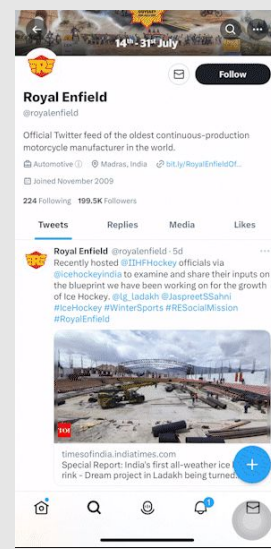 14th - 31st July
Follow
Royal Enfield
@royalenfield
Official Twitter feed of the oldest continuous-production
motorcycle manufacturer in the world.
Automotive Madras, India bit.ly/RoyalEnfieldOf...
Joined November 2009
224 Following 199.5K Followers
Tweets Replies Media Likes
Royal Enfield @royalenfield · 5d
Recently hosted @IIHFHockey officials via
@icehockeyindia to examine and share their inputs on
the blueprint we have been working on for the growth
of Ice Hockey. @lg_ladakh @JaspreetSSahni
#IceHockey #WinterSports #RESocialMission
#RoyalEnfield
TOI
timesofindia.indiatimes.com
Special Report: India's first all-weather ice
rink - Dream project in Ladakh being turned
1